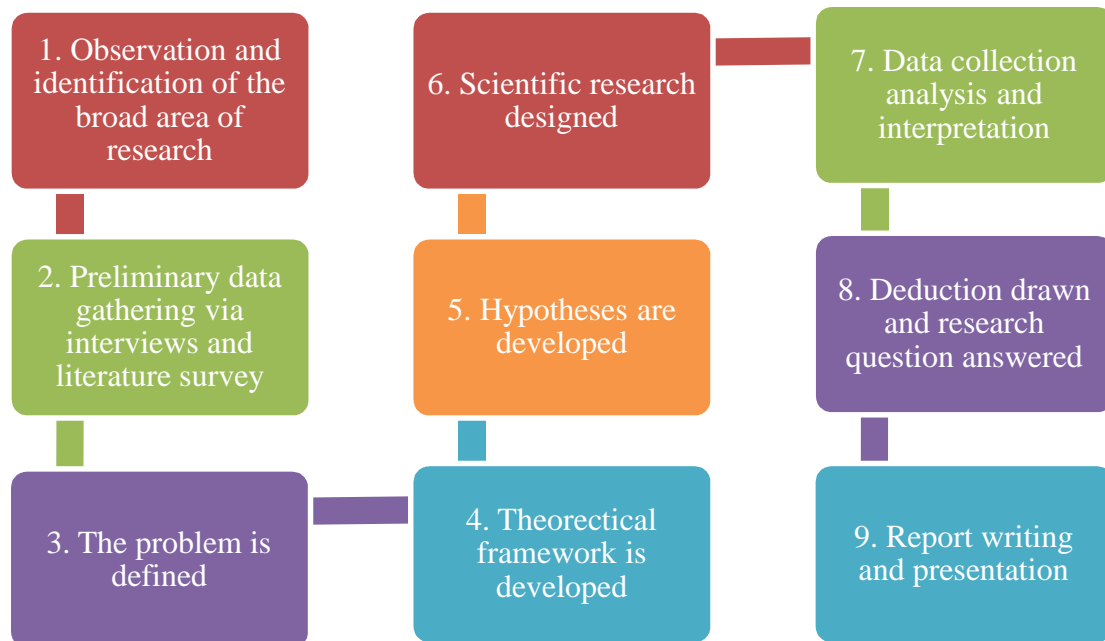 1. Observation and
identification of the
broad area of
research
2. Preliminary data
gathering via
interviews and
literature survey
3. The problem is
defined
4. Theorectical
framework is
developed
5. Hypotheses are
developed
6. Scientific research
designed
7. Data collection
analysis and
interpretation
8. Deduction drawn
and research
question answered
9. Report writing
and presentation